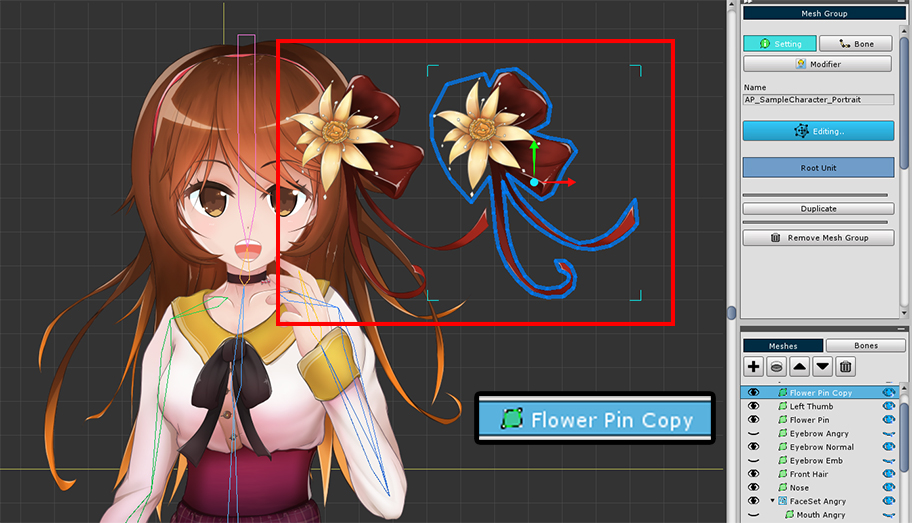 Mesh Group
Setting
Bone
Modifier
Name
AP_SampleCharacter_Portrait
Editing..
Root Unit
Duplicate
Remove Mesh Group
Meshes
Bones
Flower Pin Copy
Left Thumb
Flower Pin
Eyebrow Angry
Eyebrow Normal
Eyebrow Emb
Front Hair
Nose
FaceSet Angry
Mouth Angry
Flower Pin Copy